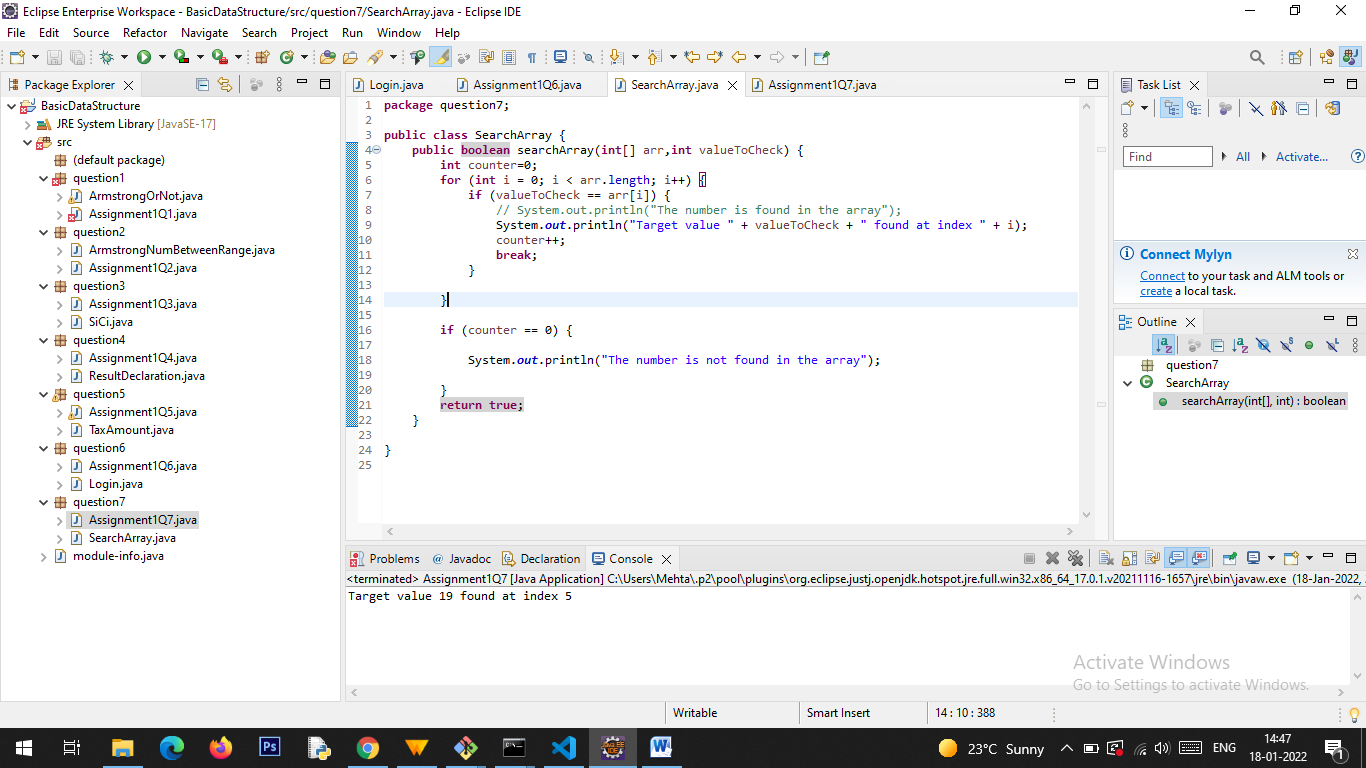 Eclipse Enterprise Workspace - BasicDataStructure/src/question7/SearchArray.java - Eclipse IDE
File Edit Source Refactor Navigate Search Project Run Window Help
Package Explorer
BasicDataStructure
JRE System Library [JavaSE-17]
src
(default package)
question1
ArmstrongOrNot.java
Assignment1Q1.java
question2
ArmstrongNumBetweenRange.java
Assignment1Q2.java
question3
Assignment1Q3.java
SiCi.java
question4
Assignment1Q4.java
ResultDeclaration.java
question5
Assignment1Q5.java
TaxAmount.java
question6
Assignment1Q6.java
Login.java
question7
Assignment1Q7.java
SearchArray.java
module-info.java
Login.java Assignment1Q6.java SearchArray.java Assignment1Q7.java
1 package question7;
2
3 public class SearchArray {
4 public boolean searchArray(int[] arr,int valueToCheck) {
5 int counter=0;
6 for (int i = 0; i < arr.length; i++) {
7 if (valueToCheck == arr[i]) {
8 // System.out.println("The number is found in the array");
9 System.out.println("Target value " + valueToCheck + " found at index " + i);
10 counter++;
11 break;
12 }
13
14 }
15
16 if (counter == 0) {
17
18 System.out.println("The number is not found in the array");
19
20 }
21 return true;
22 }
23
24 }
25
Task List
Find All Activate...
Connect Mylyn
Connect to your task and ALM tools or
create a local task.
Outline
question7
SearchArray
searchArray(int[], int) : boolean
Problems @ Javadoc Declaration Console
<terminated> Assignment1Q7 [Java Application] C:\Users\Mehta\.p2\pool\plugins\org.eclipse.justj.openjdk.hotspot.jre.full.win32.x86_64_17.0.1.v20211116-1657\jre\bin\javaw.exe (18-Jan-2022,
Target value 19 found at index 5
Activate Windows
Go to Settings to activate Windows.
Writable Smart Insert 14 : 10 : 388
23°C Sunny ENG 14:47
18-01-2022
1